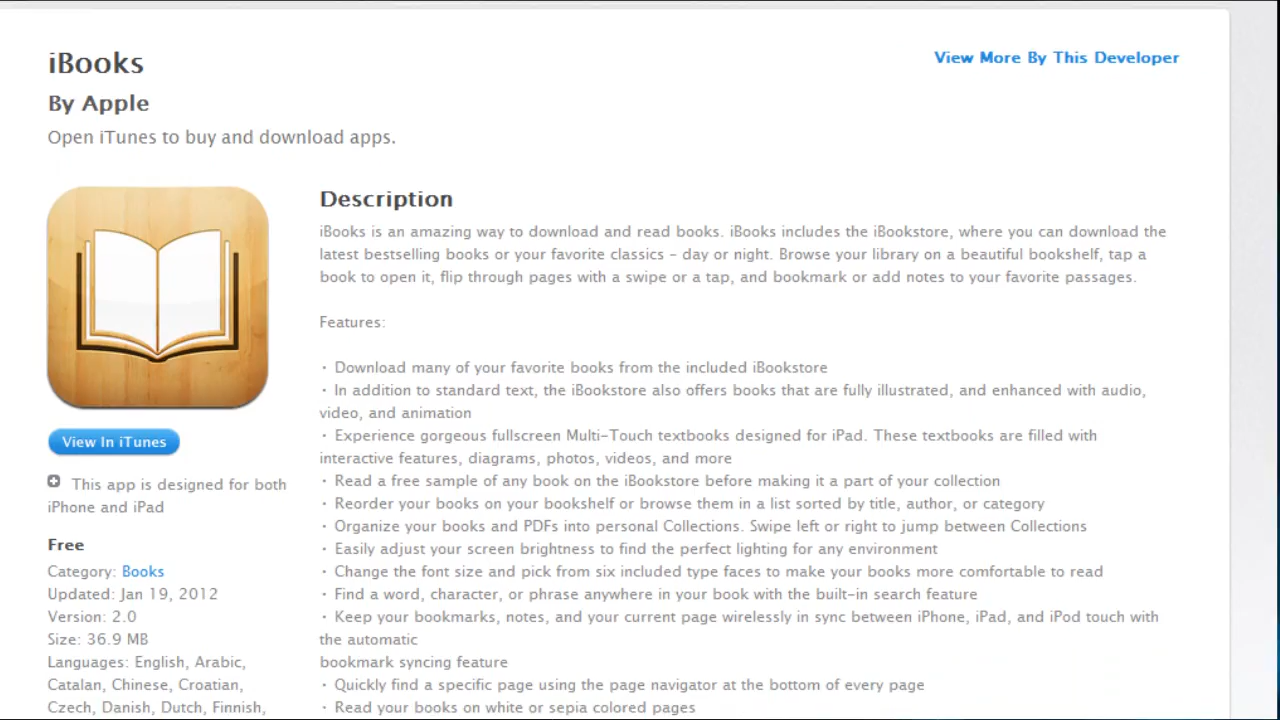 iBooks
View More By This Developer
By Apple
Open iTunes to buy and download apps.
View In iTunes
This app is designed for both
iPhone and iPad
Free
Category: Books
Updated: Jan 19, 2012
Version: 2.0
Size: 36.9 MB
Languages: English, Arabic,
Catalan, Chinese, Croatian,
Czech, Danish, Dutch, Finnish,
Description
iBooks is an amazing way to download and read books. iBooks includes the iBookstore, where you can download the
latest bestselling books or your favorite classics – day or night. Browse your library on a beautiful bookshelf, tap a
book to open it, flip through pages with a swipe or a tap, and bookmark or add notes to your favorite passages.
Features:
• Download many of your favorite books from the included iBookstore
• In addition to standard text, the iBookstore also offers books that are fully illustrated, and enhanced with audio,
video, and animation
• Experience gorgeous fullscreen Multi-Touch textbooks designed for iPad. These textbooks are filled with
interactive features, diagrams, photos, videos, and more
• Read a free sample of any book on the iBookstore before making it a part of your collection
• Reorder your books on your bookshelf or browse them in a list sorted by title, author, or category
• Organize your books and PDFs into personal Collections. Swipe left or right to jump between Collections
• Easily adjust your screen brightness to find the perfect lighting for any environment
• Change the font size and pick from six included type faces to make your books more comfortable to read
• Find a word, character, or phrase anywhere in your book with the built-in search feature
• Keep your bookmarks, notes, and your current page wirelessly in sync between iPhone, iPad, and iPod touch with
the automatic
bookmark syncing feature
• Quickly find a specific page using the page navigator at the bottom of every page
• Read your books on white or sepia colored pages